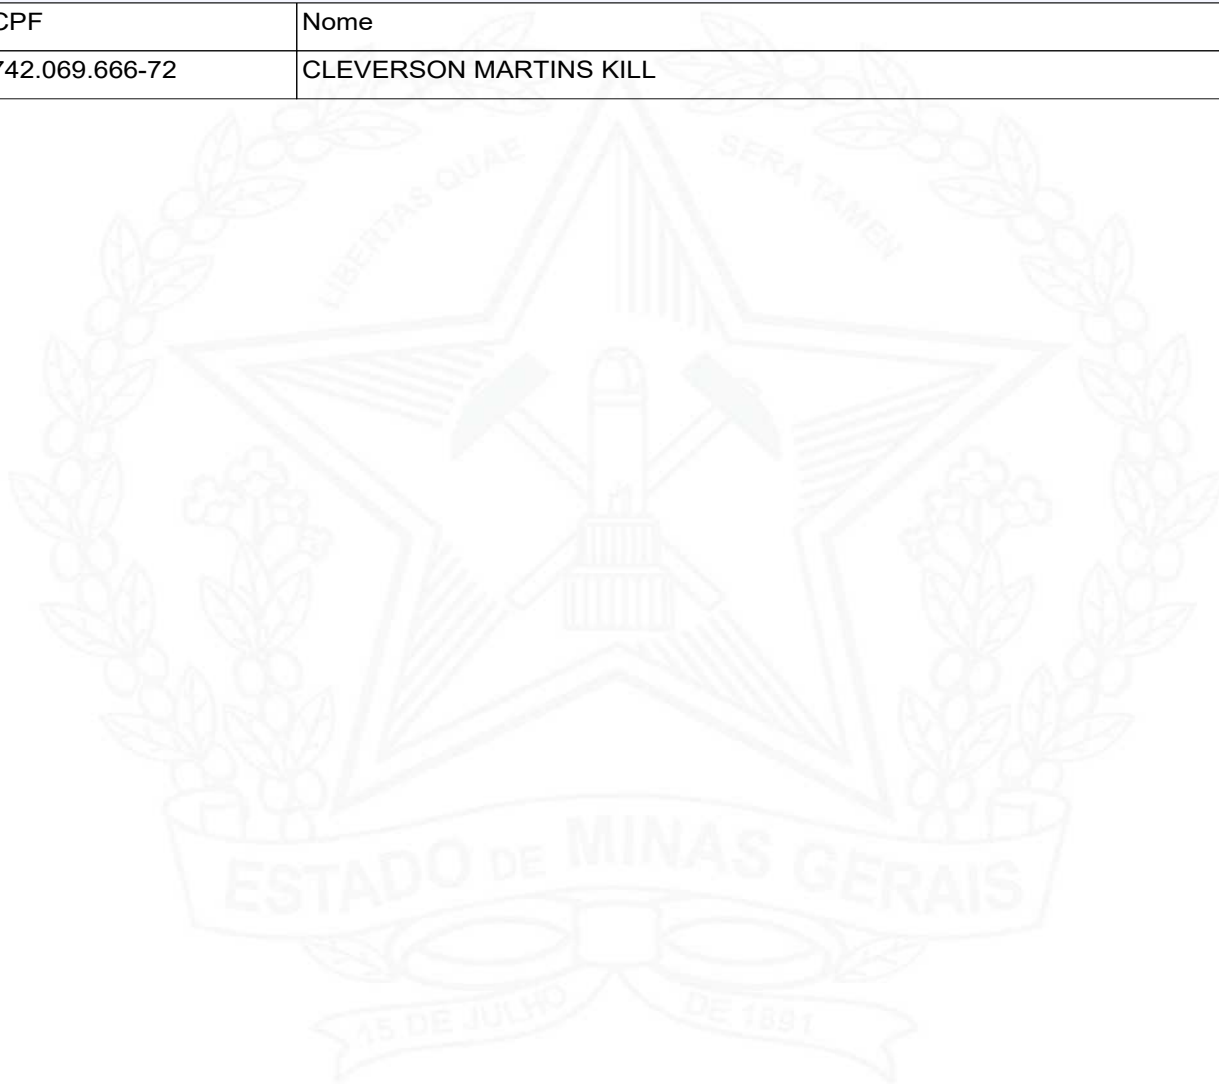 CPF Nome
742.069.666-72 CLEVERSON MARTINS KILL
LIBERTAS QUAE SERA TAMEN
ESTADO DE MINAS GERAIS
15 DE JULHO DE 1891